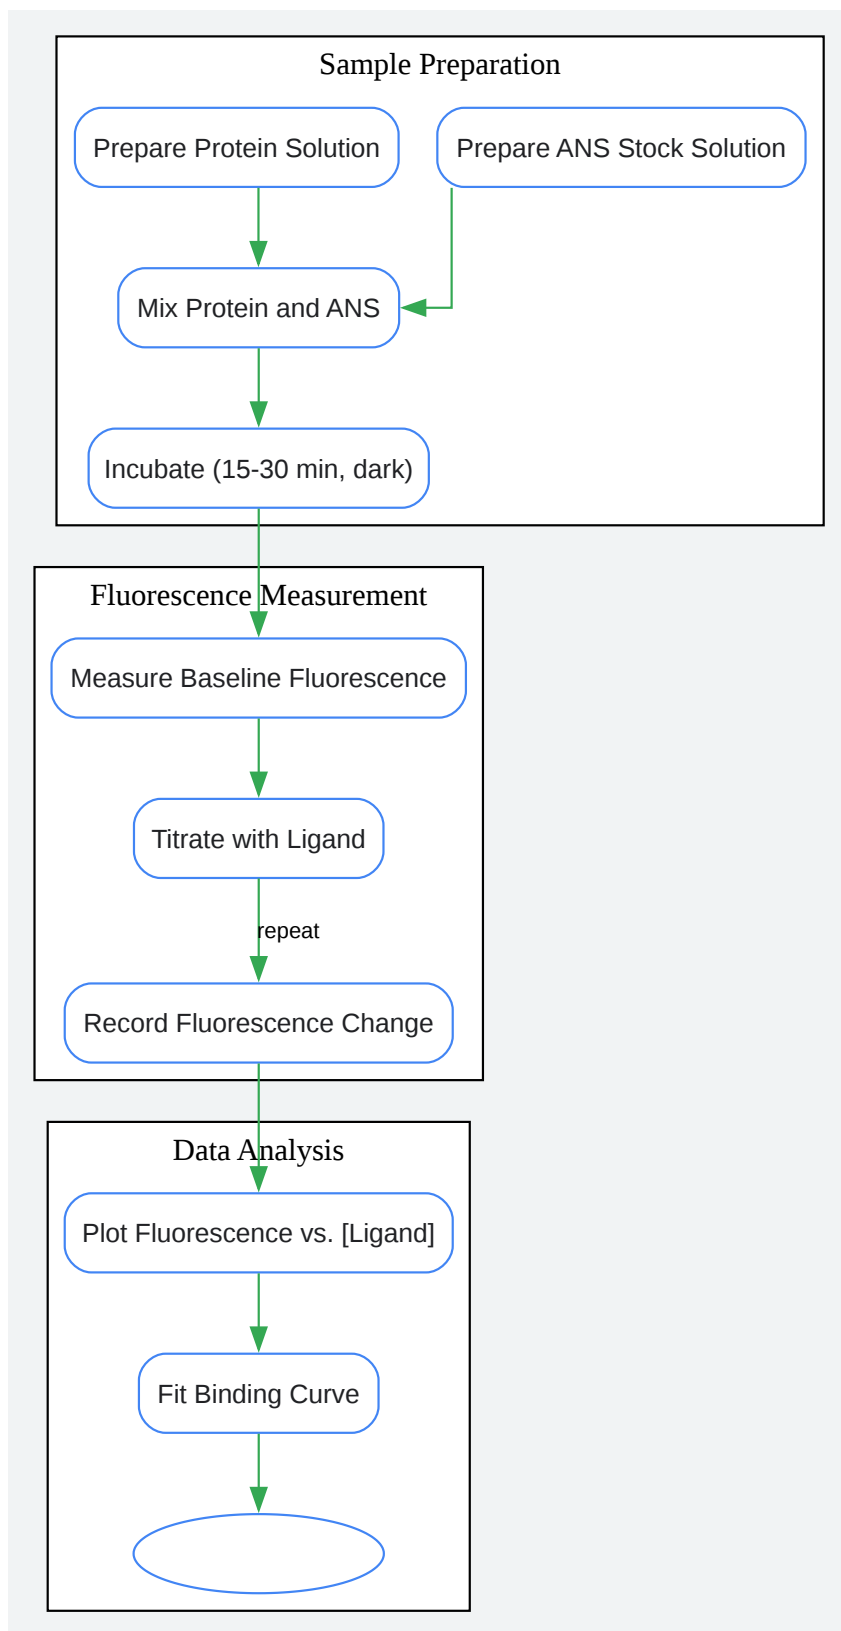 Sample Preparation
Prepare Protein Solution
Prepare ANS Stock Solution
Mix Protein and ANS
Incubate (15-30 min, dark)
Fluorescence Measurement
Measure Baseline Fluorescence
Titrate with Ligand
repeat
Record Fluorescence Change
Data Analysis
Plot Fluorescence vs. [Ligand]
Fit Binding Curve